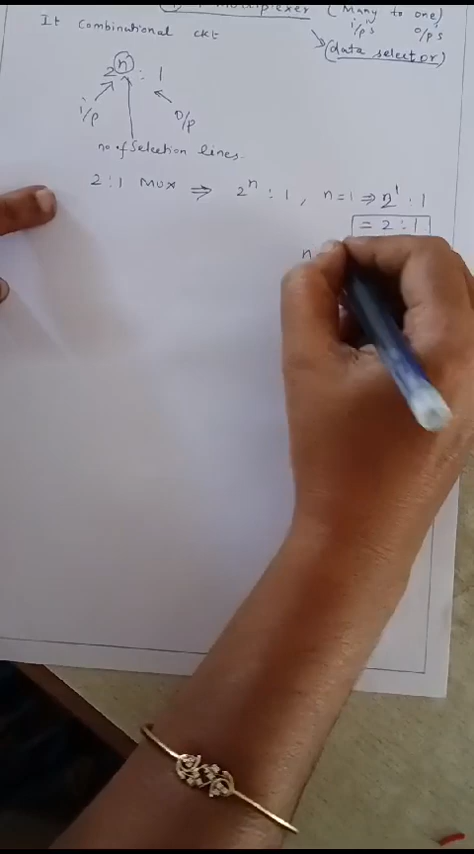 Multiplexer (Many to one)
i/p's o/p's
It Combinational ckt
(data selector)
2ⁿ : 1
i/p o/p
no of Selection lines.
2:1 MUX ⇒ 2ⁿ : 1 , n=1 ⇒ 2¹ : 1
= 2 : 1
n